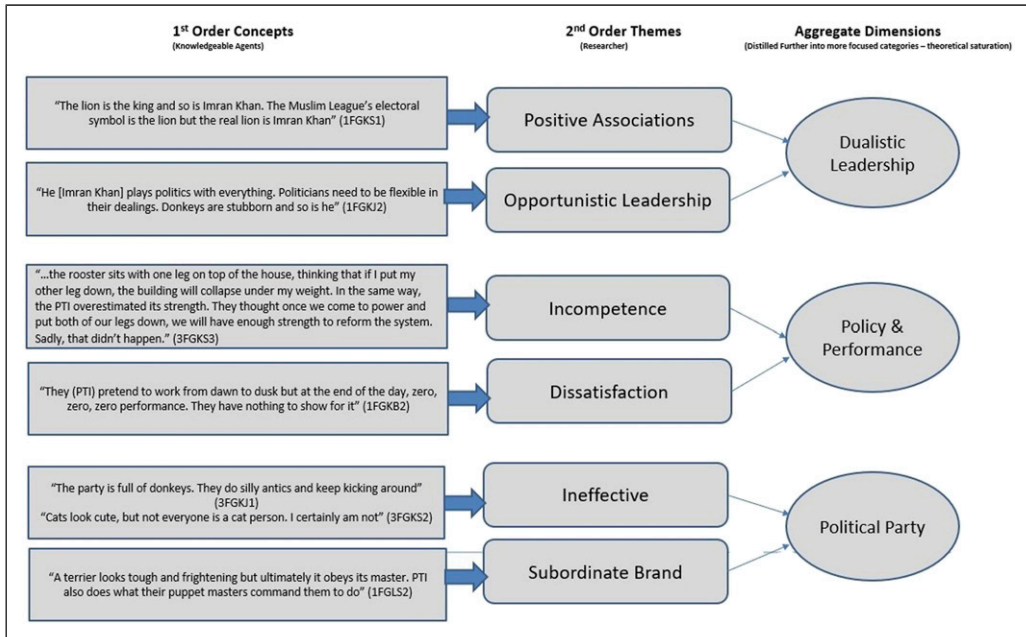 1st Order Concepts
(Knowledgeable Agents)
2nd Order Themes
(Researcher)
Aggregate Dimensions
(Distilled Further into more focused categories – theoretical saturation)
“The lion is the king and so is Imran Khan. The Muslim League’s electoral
symbol is the lion but the real lion is Imran Khan” (1FGKS1)
Positive Associations
Dualistic
Leadership
“He [Imran Khan] plays politics with everything. Politicians need to be flexible in
their dealings. Donkeys are stubborn and so is he” (1FGKJ2)
Opportunistic Leadership
“…the rooster sits with one leg on top of the house, thinking that if I put my
other leg down, the building will collapse under my weight. In the same way,
the PTI overestimated its strength. They thought once we come to power and
put both of our legs down, we will have enough strength to reform the system.
Sadly, that didn’t happen.” (3FGKS3)
Incompetence
Policy &
Performance
“They (PTI) pretend to work from dawn to dusk but at the end of the day, zero,
zero, zero performance. They have nothing to show for it” (1FGKB2)
Dissatisfaction
“The party is full of donkeys. They do silly antics and keep kicking around”
(3FGKJ1)
“Cats look cute, but not everyone is a cat person. I certainly am not” (3FGKS2)
Ineffective
Political Party
“A terrier looks tough and frightening but ultimately it obeys its master. PTI
also does what their puppet masters command them to do” (1FGLS2)
Subordinate Brand